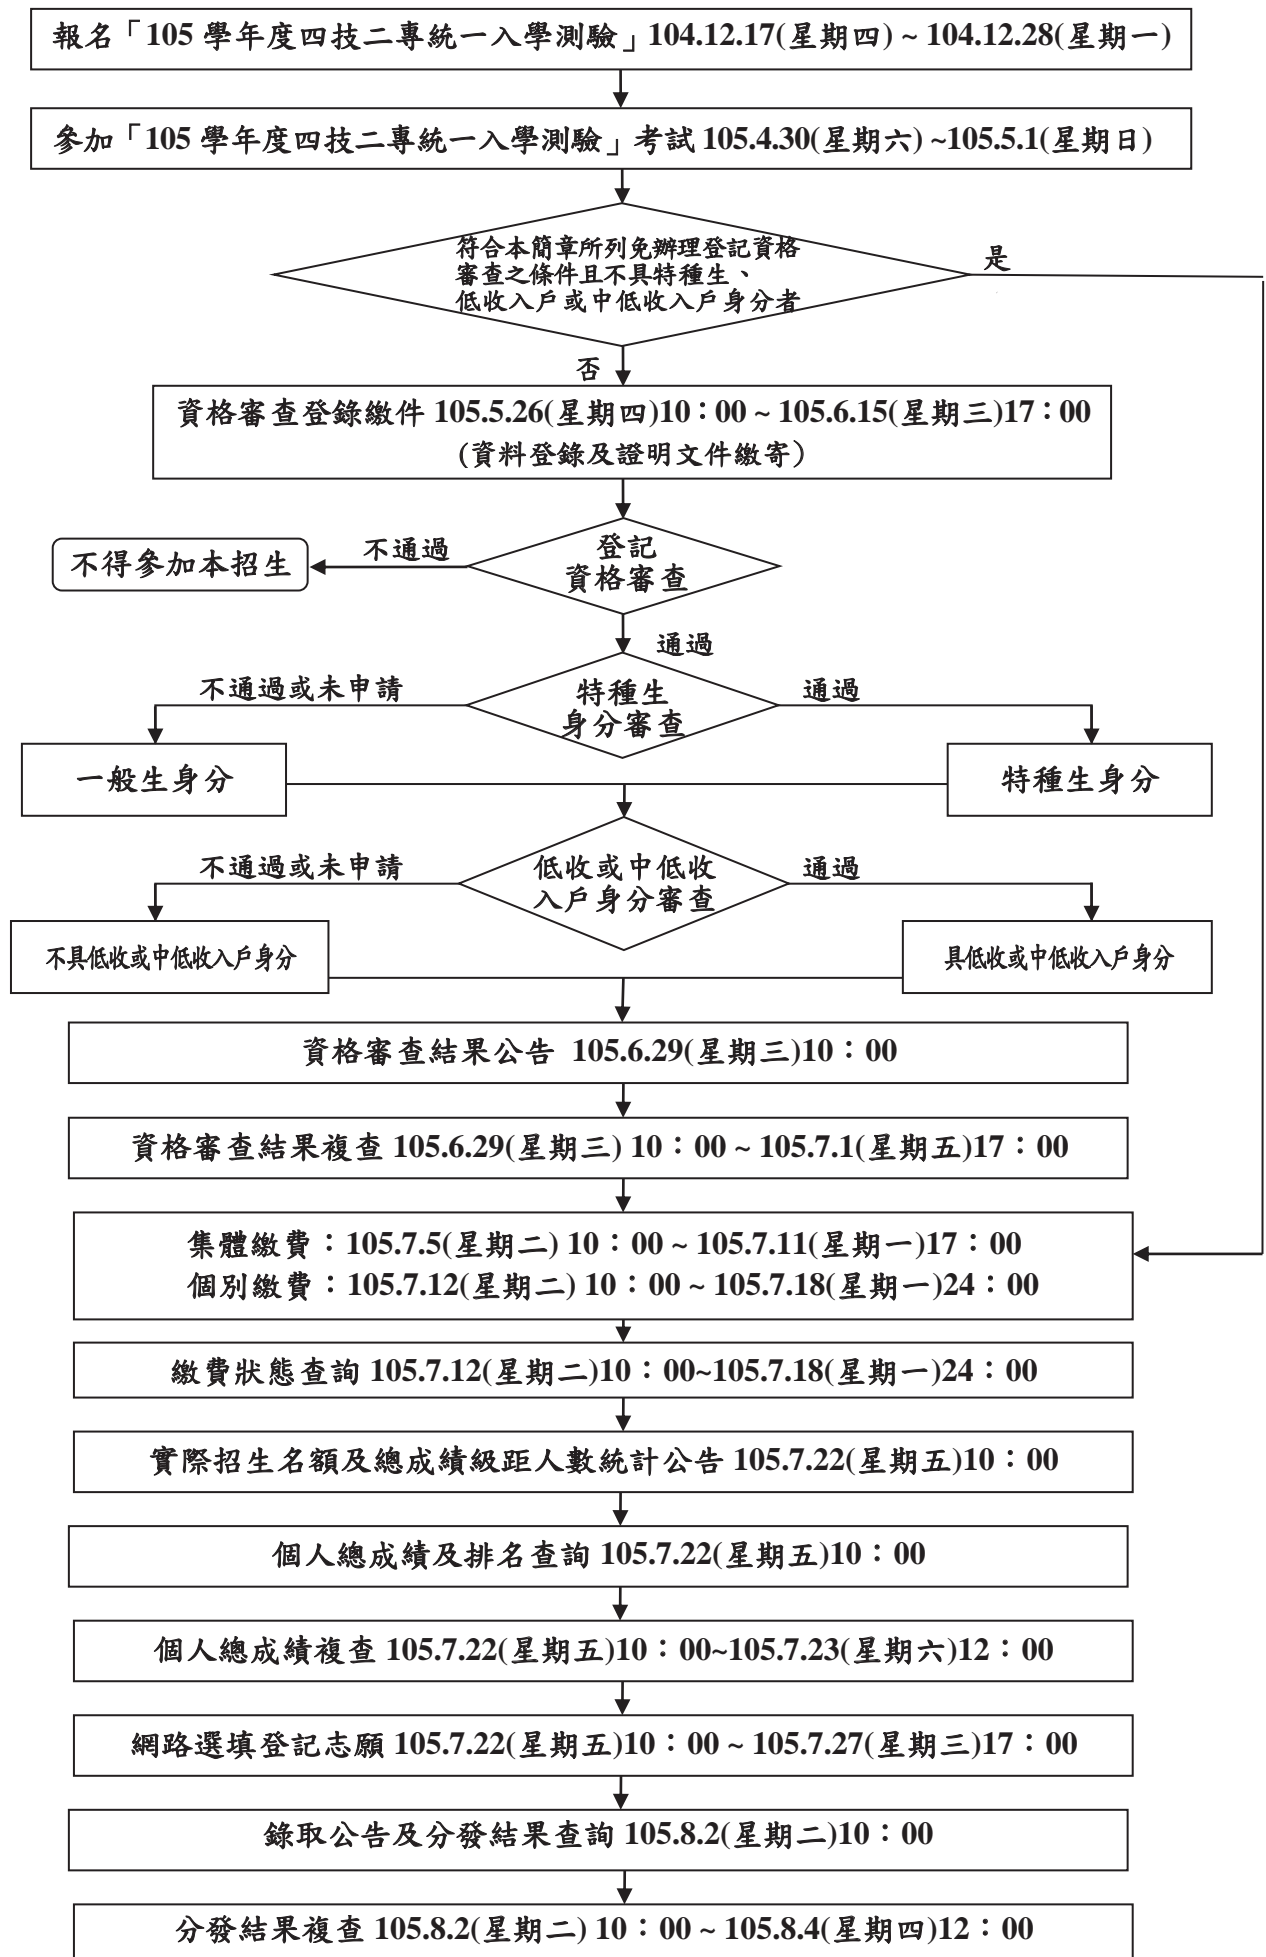 報名「105 學年度四技二專統一入學測驗」104.12.17(星期四) ~ 104.12.28(星期一)
參加「105 學年度四技二專統一入學測驗」考試 105.4.30(星期六) ~105.5.1(星期日)
符合本簡章所列免辦理登記資格
審查之條件且不具特種生、
低收入戶或中低收入戶身分者
是
否
資格審查登錄繳件 105.5.26(星期四)10：00 ~ 105.6.15(星期三)17：00
(資料登錄及證明文件繳寄)
登記
資格審查
不通過
不得參加本招生
通過
特種生
身分審查
不通過或未申請
通過
一般生身分
特種生身分
低收或中低收
入戶身分審查
不通過或未申請
通過
不具低收或中低收入戶身分
具低收或中低收入戶身分
資格審查結果公告 105.6.29(星期三)10：00
資格審查結果複查 105.6.29(星期三) 10：00 ~ 105.7.1(星期五)17：00
集體繳費：105.7.5(星期二) 10：00 ~ 105.7.11(星期一)17：00
個別繳費：105.7.12(星期二) 10：00 ~ 105.7.18(星期一)24：00
繳費狀態查詢 105.7.12(星期二)10：00~105.7.18(星期一)24：00
實際招生名額及總成績級距人數統計公告 105.7.22(星期五)10：00
個人總成績及排名查詢 105.7.22(星期五)10：00
個人總成績複查 105.7.22(星期五)10：00~105.7.23(星期六)12：00
網路選填登記志願 105.7.22(星期五)10：00 ~ 105.7.27(星期三)17：00
錄取公告及分發結果查詢 105.8.2(星期二)10：00
分發結果複查 105.8.2(星期二) 10：00 ~ 105.8.4(星期四)12：00